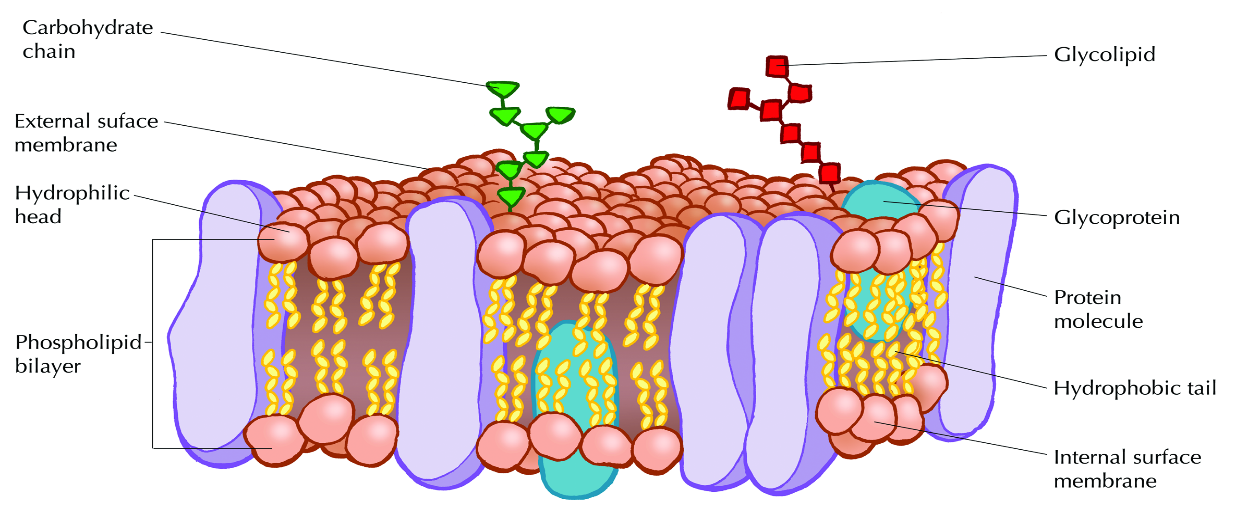 Carbohydrate
chain
External suface
membrane
Hydrophilic
head
Phospholipid
bilayer
Glycolipid
Glycoprotein
Protein
molecule
Hydrophobic tail
Internal surface
membrane